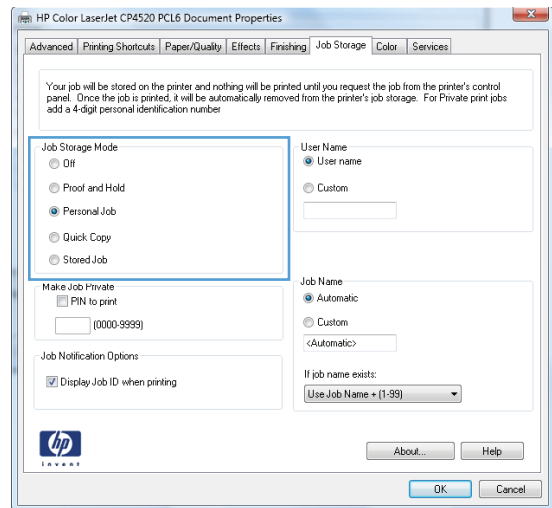 HP Color LaserJet CP4520 PCL6 Document Properties
Advanced Printing Shortcuts Paper/Quality Effects Finishing Job Storage Color Services
Your job will be stored on the printer and nothing will be printed until you request the job from the printer's control
panel. Once the job is printed, it will be automatically removed from the printer's job storage. For Private print jobs
add a 4-digit personal identification number
Job Storage Mode
Off
Proof and Hold
Personal Job
Quick Copy
Stored Job
User Name
User name
Custom
Make Job Private
PIN to print
(0000-9999)
Job Notification Options
Display Job ID when printing
Job Name
Automatic
Custom
<Automatic>
If job name exists:
Use Job Name + (1-99)
hp
invent
About... Help
OK Cancel